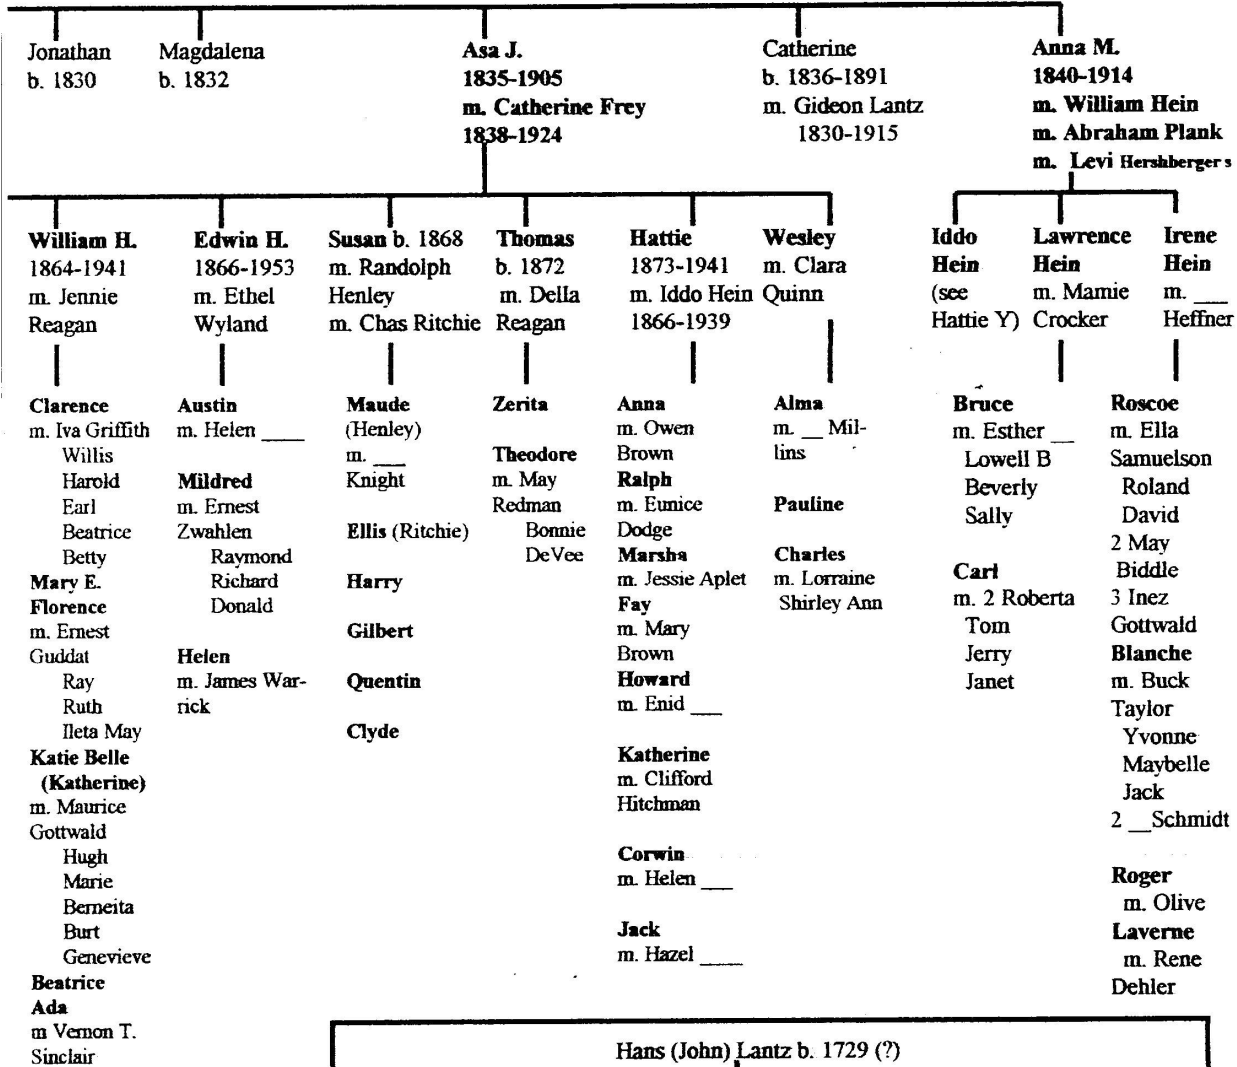 Jonathan
b. 1830
Magdalena
b. 1832
Asa J.
1835-1905
m. Catherine Frey
1838-1924
Catherine
b. 1836-1891
m. Gideon Lantz
1830-1915
Anna M.
1840-1914
m. William Hein
m. Abraham Plank
m. Levi Hershberger s
William H.
1864-1941
m. Jennie
Reagan
Edwin H.
1866-1953
m. Ethel
Wyland
Susan b. 1868
m. Randolph
Henley
m. Chas Ritchie
Thomas
b. 1872
m. Della
Reagan
Hattie
1873-1941
m. Iddo Hein
1866-1939
Wesley
m. Clara
Quinn
Iddo
Hein
(see
Hattie Y)
Lawrence
Hein
m. Mamie
Crocker
Irene
Hein
m. ___
Heffner
Clarence
m. Iva Griffith
Willis
Harold
Earl
Beatrice
Betty
Mary E.
Florence
m. Ernest
Guddat
Ray
Ruth
Ileta May
Katie Belle
(Katherine)
m. Maurice
Gottwald
Hugh
Marie
Berneita
Burt
Genevieve
Beatrice
Ada
m Vernon T.
Sinclair
Austin
m. Helen ____
Mildred
m. Ernest
Zwahlen
Raymond
Richard
Donald
Helen
m. James War-
rick
Maude
(Henley)
m. ___
Knight
Ellis (Ritchie)
Harry
Gilbert
Quentin
Clyde
Zerita
Theodore
m. May
Redman
Bonnie
DeVee
Anna
m. Owen
Brown
Ralph
m. Eunice
Dodge
Marsha
m. Jessie Aplet
Fay
m. Mary
Brown
Howard
m. Enid ___
Katherine
m. Clifford
Hitchman
Corwin
m. Helen ___
Jack
m. Hazel ____
Alma
m. __ Mil-
lins
Pauline
Charles
m. Lorraine
Shirley Ann
Bruce
m. Esther __
Lowell B
Beverly
Sally
Carl
m. 2 Roberta
Tom
Jerry
Janet
Roscoe
m. Ella
Samuelson
Roland
David
2 May
Biddle
3 Inez
Gottwald
Blanche
m. Buck
Taylor
Yvonne
Maybelle
Jack
2 __Schmidt
Roger
m. Olive
Laverne
m. Rene
Dehler
Hans (John) Lantz b. 1729 (?)